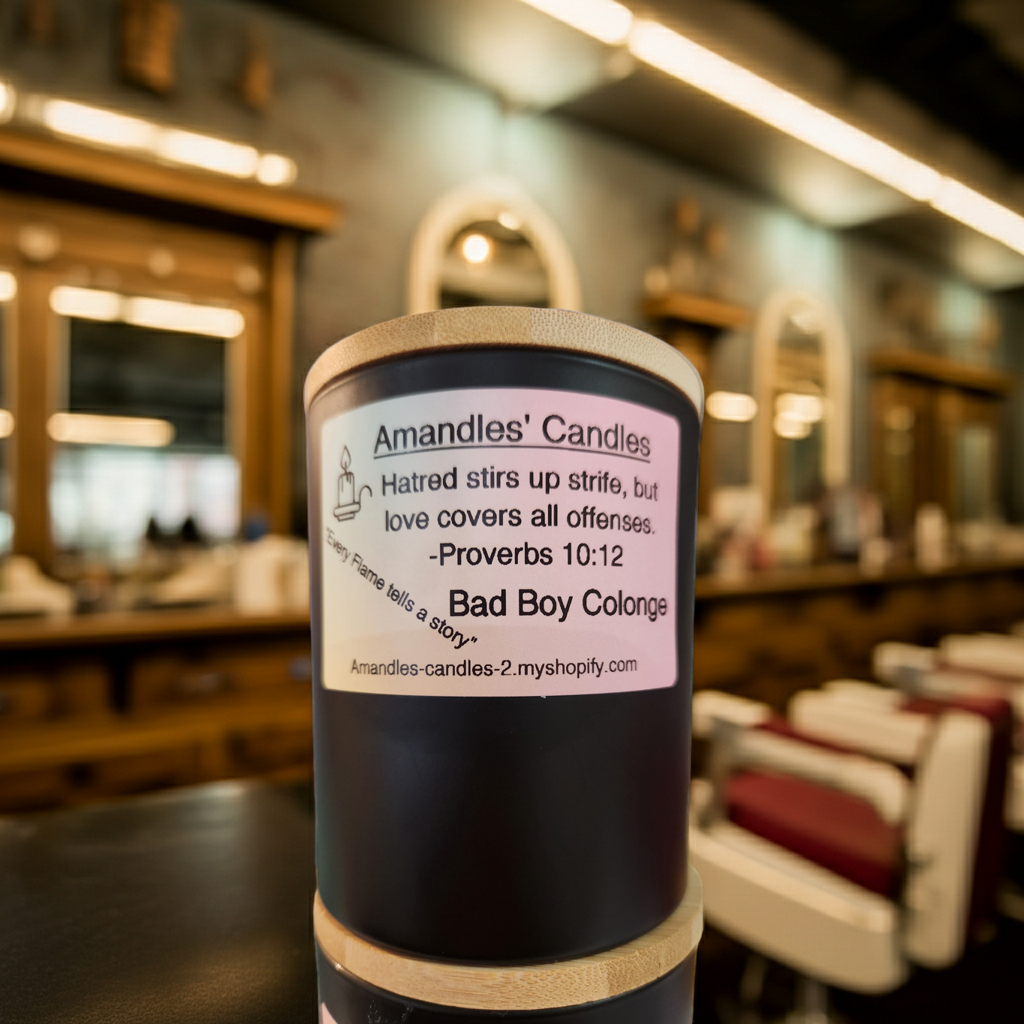 Amandles' Candles
Hatred stirs up strife, but
love covers all offenses.
-Proverbs 10:12
"Every Flame tells a story"
Bad Boy Colonge
Amandles-candles-2.myshopify.com